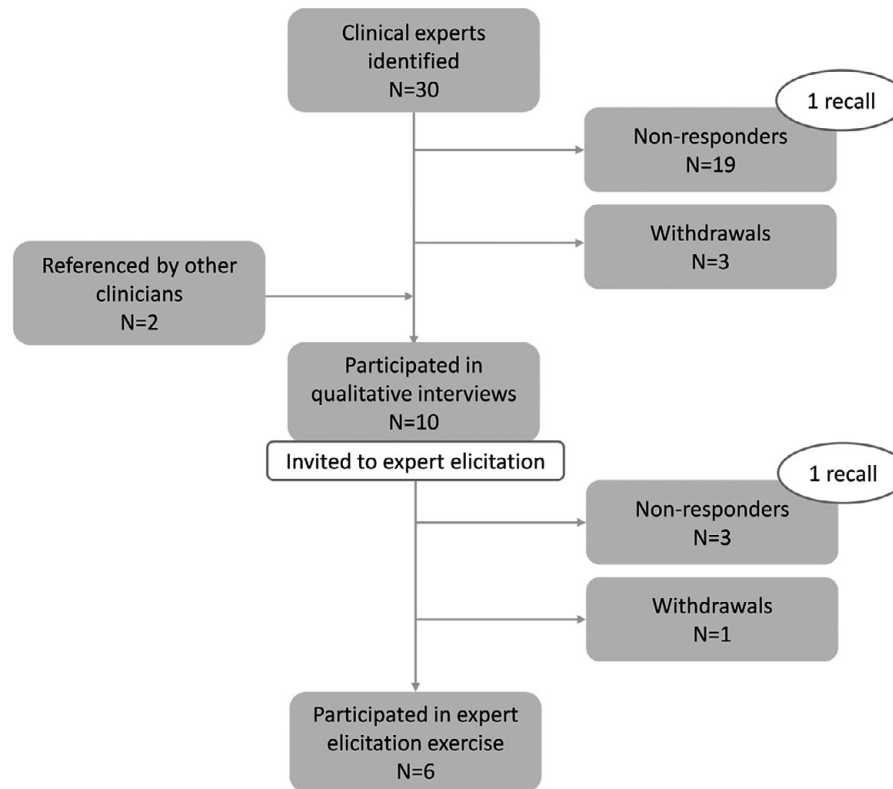 Clinical experts
identified
N=30
1 recall
Non-responders
N=19
Withdrawals
N=3
Referenced by other
clinicians
N=2
Participated in
qualitative interviews
N=10
Invited to expert elicitation
1 recall
Non-responders
N=3
Withdrawals
N=1
Participated in expert
elicitation exercise
N=6